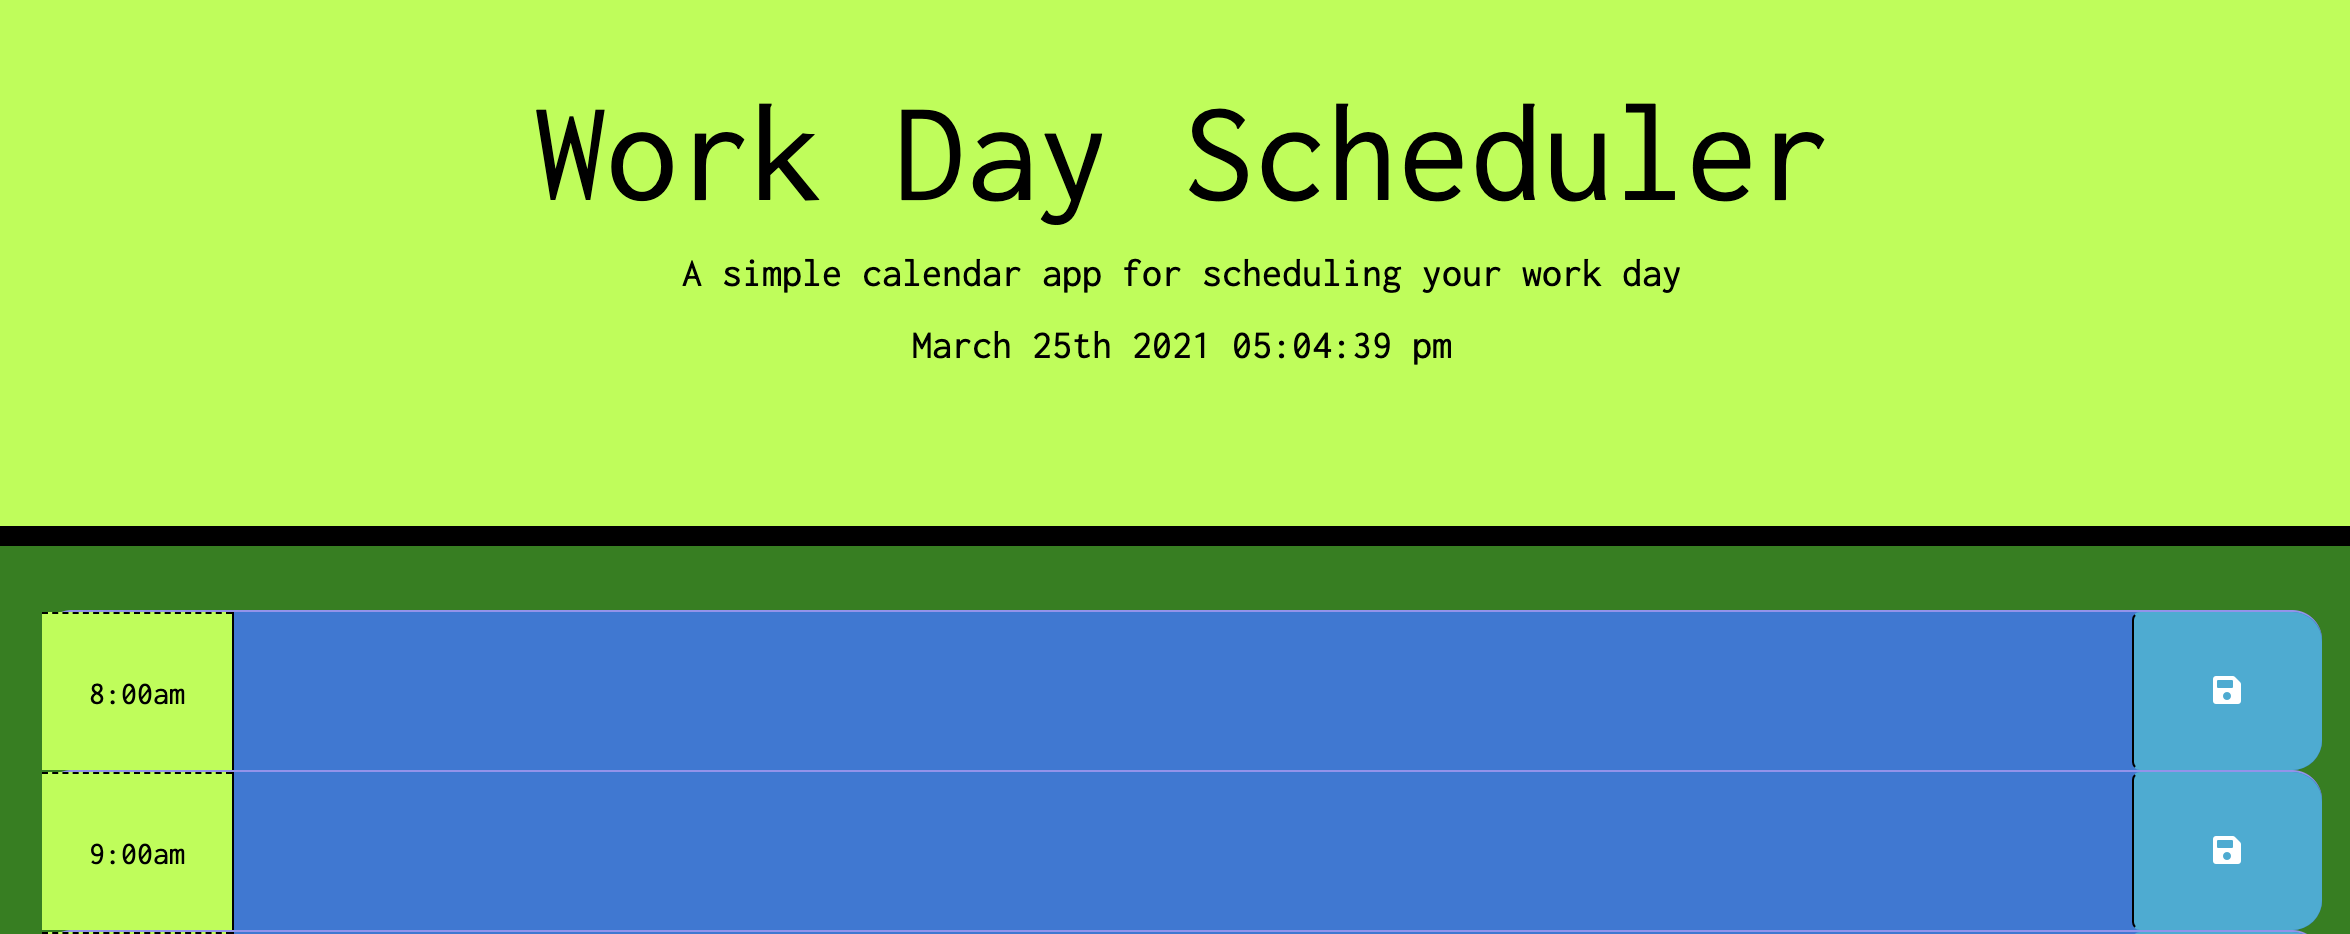 Work Day Scheduler
A simple calendar app for scheduling your work day
March 25th 2021 05:04:39 pm
8:00am
9:00am